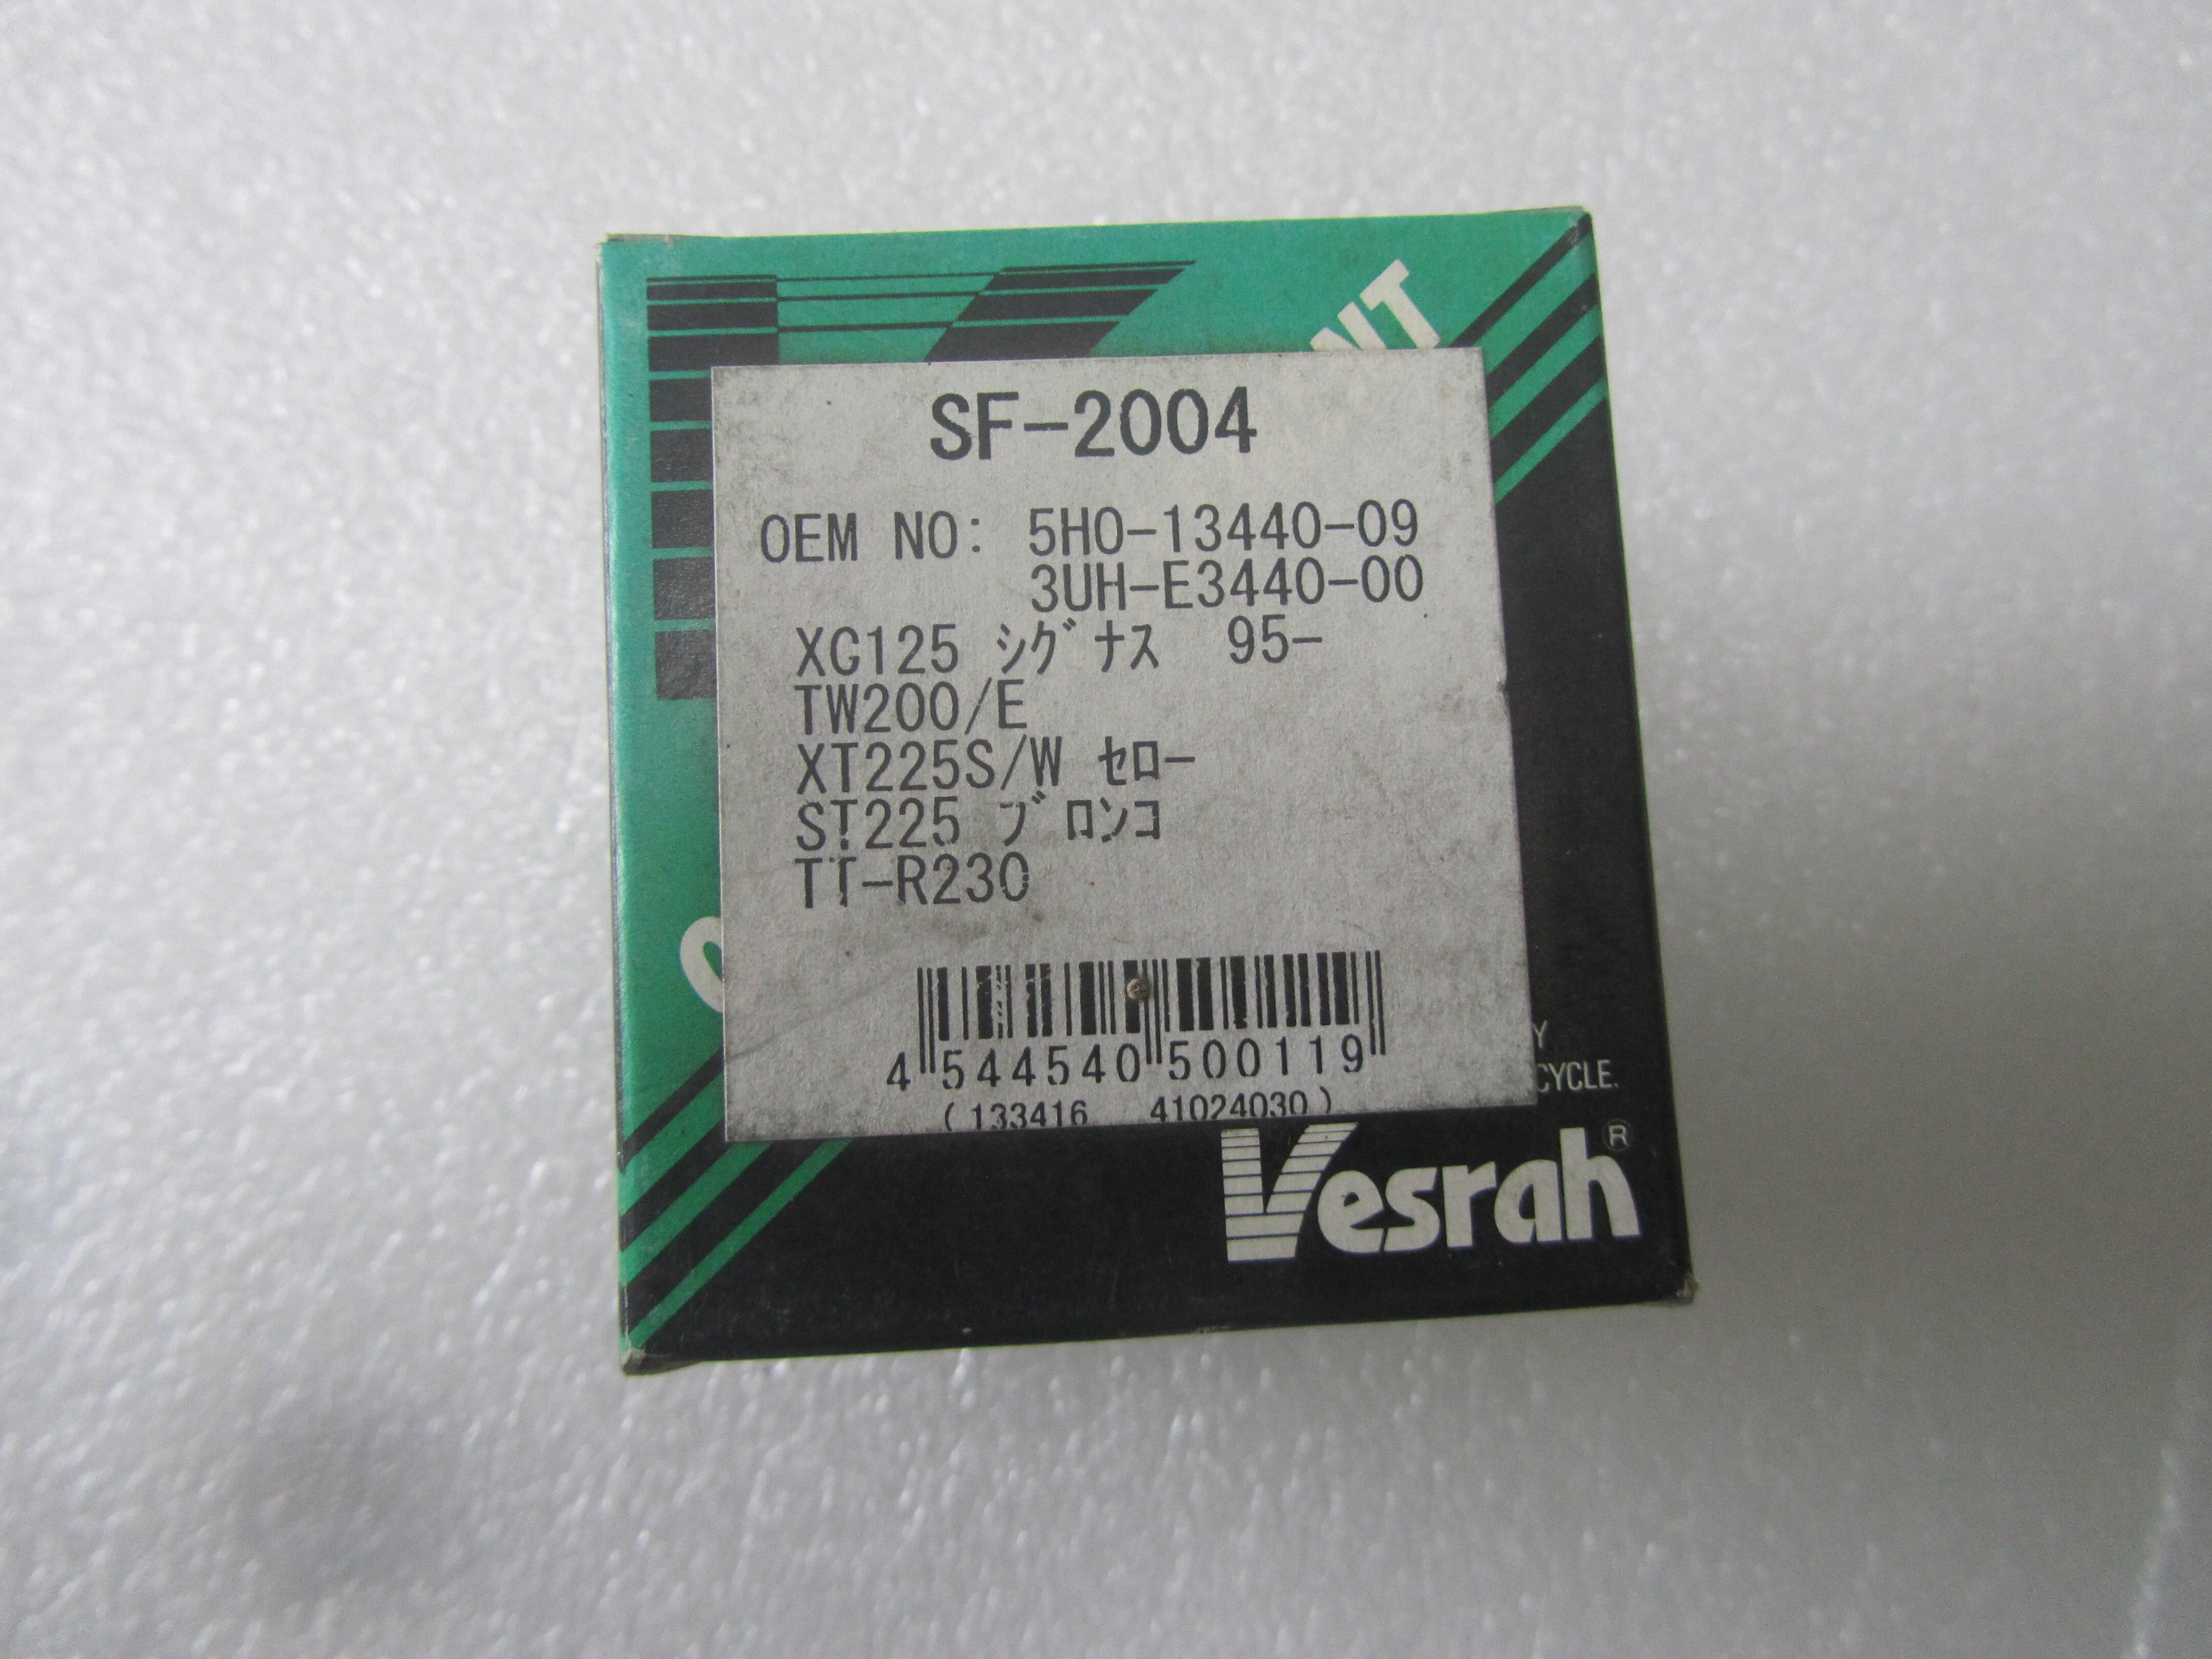 NT
SF-2004
OEM NO: 5H0-13440-09
3UH-E3440-00
XC125 ｼｸﾞﾅｽ 95-
TW200/E
XT225S/W ｾﾛｰ
ST225 ﾌﾞﾛﾝｺ
TT-R230
4 544540 500119
(133416 41024030)
Y
CYCLE.
Vesrah®